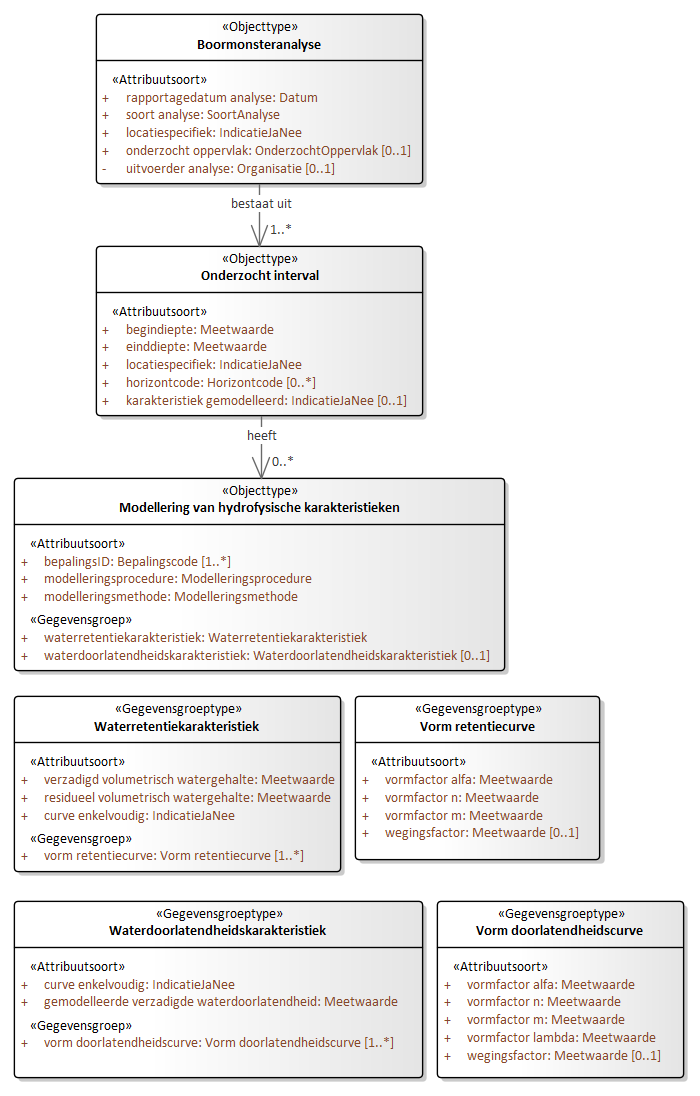 «Objecttype»
Boormonsteranalyse
«Attribuutsoort»
+ rapportagedatum analyse: Datum
+ soort analyse: SoortAnalyse
+ locatiespecifiek: IndicatieJaNee
+ onderzocht oppervlak: OnderzochtOppervlak [0..1]
- uitvoerder analyse: Organisatie [0..1]
bestaat uit
1..*
«Objecttype»
Onderzocht interval
«Attribuutsoort»
+ begindiepte: Meetwaarde
+ einddiepte: Meetwaarde
+ locatiespecifiek: IndicatieJaNee
+ horizontcode: Horizontcode [0..*]
+ karakteristiek gemodelleerd: IndicatieJaNee [0..1]
heeft
0..*
«Objecttype»
Modellering van hydrofysische karakteristieken
«Attribuutsoort»
+ bepalingsID: Bepalingscode [1..*]
+ modelleringsprocedure: Modelleringsprocedure
+ modelleringsmethode: Modelleringsmethode
«Gegevensgroep»
+ waterretentiekarakteristiek: Waterretentiekarakteristiek
+ waterdoorlatendheidskarakteristiek: Waterdoorlatendheidskarakteristiek [0..1]
«Gegevensgroeptype»
Waterretentiekarakteristiek
«Attribuutsoort»
+ verzadigd volumetrisch watergehalte: Meetwaarde
+ residueel volumetrisch watergehalte: Meetwaarde
+ curve enkelvoudig: IndicatieJaNee
«Gegevensgroep»
+ vorm retentiecurve: Vorm retentiecurve [1..*]
«Gegevensgroeptype»
Vorm retentiecurve
«Attribuutsoort»
+ vormfactor alfa: Meetwaarde
+ vormfactor n: Meetwaarde
+ vormfactor m: Meetwaarde
+ wegingsfactor: Meetwaarde [0..1]
«Gegevensgroeptype»
Waterdoorlatendheidskarakteristiek
«Attribuutsoort»
+ curve enkelvoudig: IndicatieJaNee
+ gemodelleerde verzadigde waterdoorlatendheid: Meetwaarde
«Gegevensgroep»
+ vorm doorlatendheidscurve: Vorm doorlatendheidscurve [1..*]
«Gegevensgroeptype»
Vorm doorlatendheidscurve
«Attribuutsoort»
+ vormfactor alfa: Meetwaarde
+ vormfactor n: Meetwaarde
+ vormfactor m: Meetwaarde
+ vormfactor lambda: Meetwaarde
+ wegingsfactor: Meetwaarde [0..1]